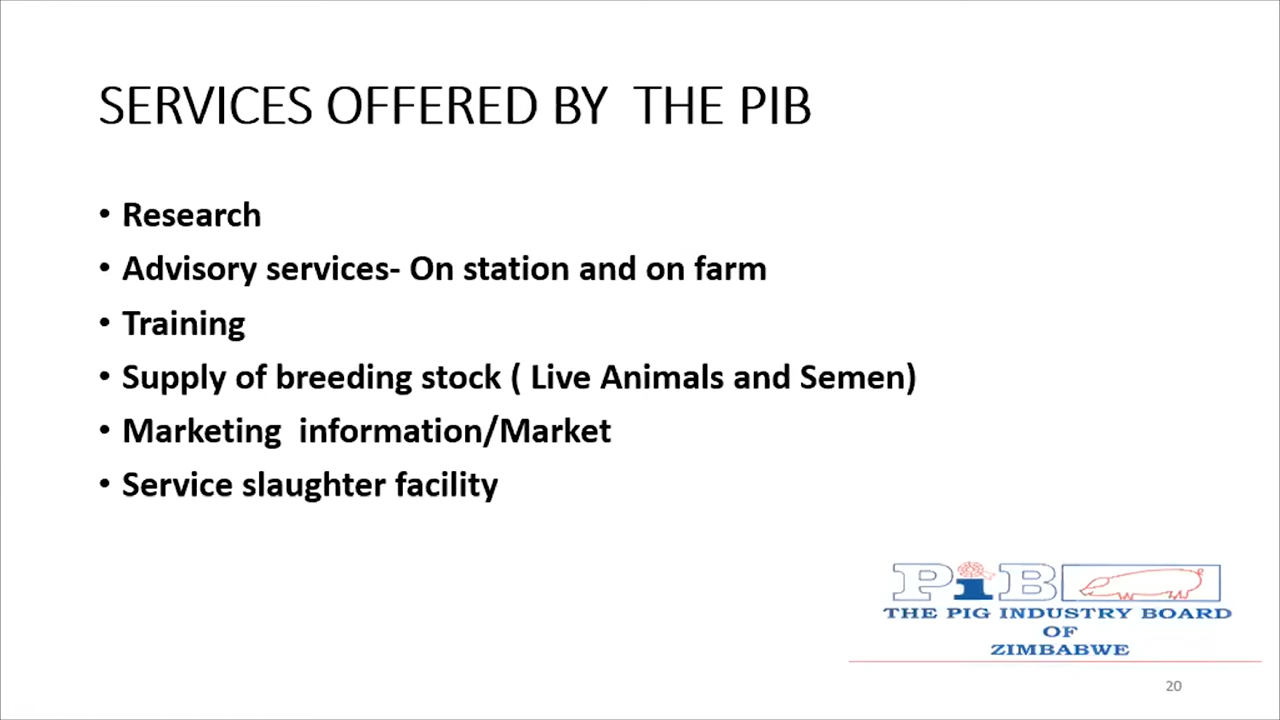 SERVICES OFFERED BY  THE PIB
• Research
• Advisory services- On station and on farm
• Training
• Supply of breeding stock ( Live Animals and Semen)
• Marketing  information/Market
• Service slaughter facility
PiB
THE PIG INDUSTRY BOARD
OF
ZIMBABWE
20